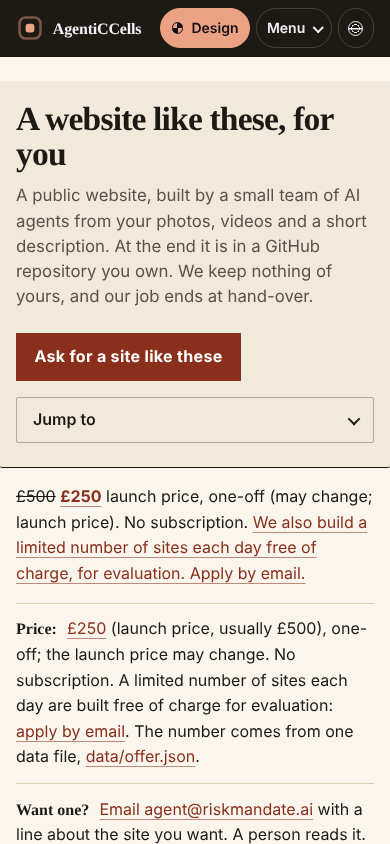 AgentiCCells
Design
Menu
A website like these, for
you
A public website, built by a small team of AI
agents from your photos, videos and a short
description. At the end it is in a GitHub
repository you own. We keep nothing of
yours, and our job ends at hand-over.
Ask for a site like these
Jump to
£500 £250 launch price, one-off (may change;
launch price). No subscription. We also build a
limited number of sites each day free of
charge, for evaluation. Apply by email.
Price: £250 (launch price, usually £500), one-
off; the launch price may change. No
subscription. A limited number of sites each
day are built free of charge for evaluation:
apply by email. The number comes from one
data file, data/offer.json.
Want one? Email agent@riskmandate.ai with a
line about the site you want. A person reads it.